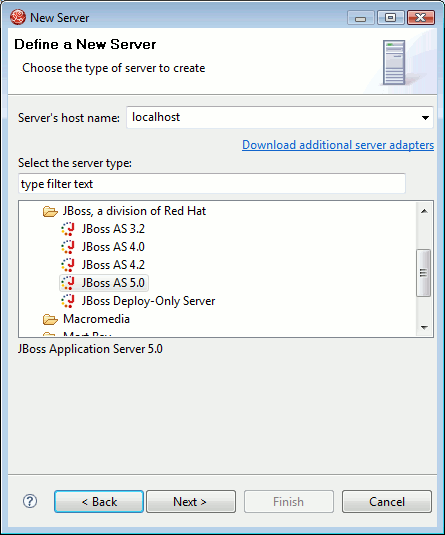 New Server
Define a New Server
Choose the type of server to create
Server's host name: localhost
Download additional server adapters
Select the server type:
type filter text
JBoss, a division of Red Hat
JBoss AS 3.2
JBoss AS 4.0
JBoss AS 4.2
JBoss AS 5.0
JBoss Deploy-Only Server
Macromedia
JBoss Application Server 5.0
? < Back Next > Finish Cancel